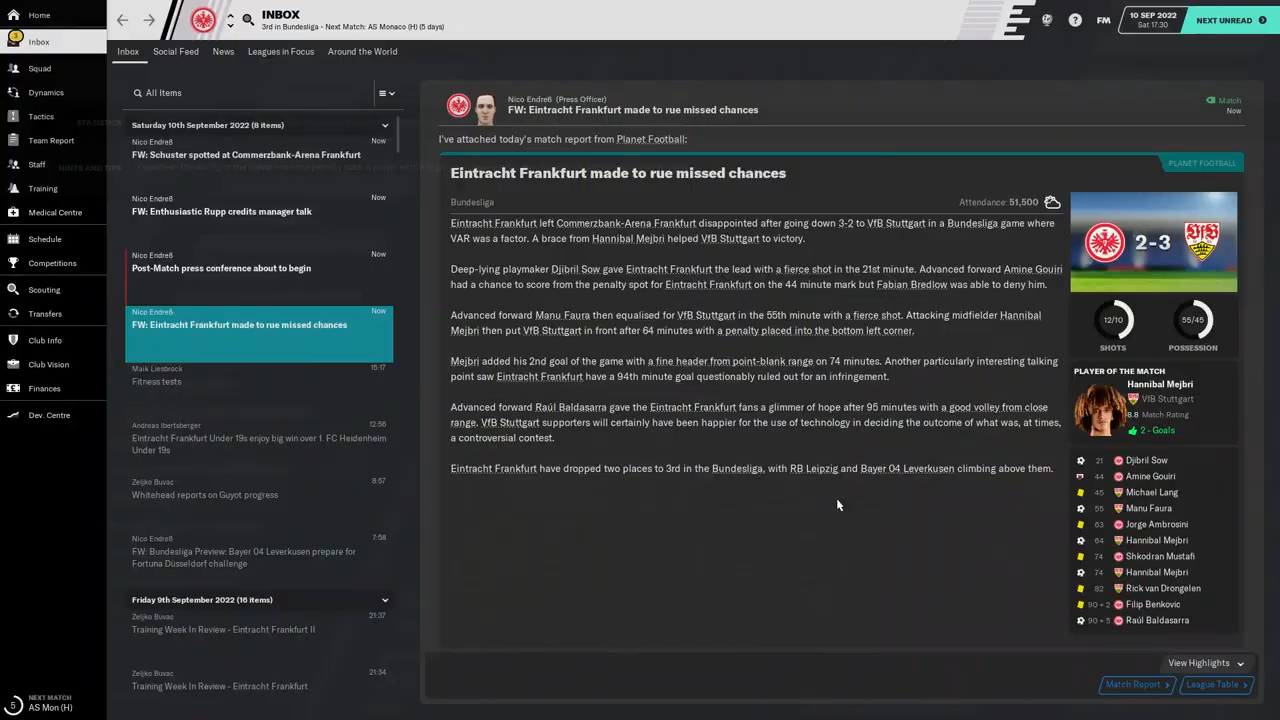 Home
INBOX
3rd in Bundesliga - Next Match: AS Monaco (H) (5 days)
FM
10 SEP 2022
Sat 17:30
NEXT UNREAD
3
Inbox
Squad
Dynamics
Tactics
Team Report
Staff
Training
Medical Centre
Schedule
Competitions
Scouting
Transfers
Club Info
Club Vision
Finances
Dev. Centre
5
NEXT MATCH
AS Mon (H)
Inbox
Social Feed
News
Leagues in Focus
Around the World
All Items
Saturday 10th September 2022 (8 items)
Nico Endreß
Now
FW: Schuster spotted at Commerzbank-Arena Frankfurt
HINTS AND TIPS
Nico Endreß
Now
FW: Enthusiastic Rupp credits manager talk
Nico Endreß
Now
Post-Match press conference about to begin
Nico Endreß
Now
FW: Eintracht Frankfurt made to rue missed chances
Maik Liesbrock
15:17
Fitness tests
Andreas Ibertsberger
12:56
Eintracht Frankfurt Under 19s enjoy big win over 1. FC Heidenheim
Under 19s
Zeljko Buvac
8:57
Whitehead reports on Guyot progress
Nico Endreß
7:58
FW: Bundesliga Preview: Bayer 04 Leverkusen prepare for
Fortuna Düsseldorf challenge
Friday 9th September 2022 (16 items)
Zeljko Buvac
21:37
Training Week In Review - Eintracht Frankfurt II
Zeljko Buvac
21:34
Training Week In Review - Eintracht Frankfurt
Nico Endreß (Press Officer)
FW: Eintracht Frankfurt made to rue missed chances
Match
Now
I've attached today's match report from Planet Football:
PLANET FOOTBALL
Eintracht Frankfurt made to rue missed chances
Bundesliga
Attendance: 51,500
Eintracht Frankfurt left Commerzbank-Arena Frankfurt disappointed after going down 3-2 to VfB Stuttgart in a Bundesliga game where
VAR was a factor. A brace from Hannibal Mejbri helped VfB Stuttgart to victory.
Deep-lying playmaker Djibril Sow gave Eintracht Frankfurt the lead with a fierce shot in the 21st minute. Advanced forward Amine Gouiri
had a chance to score from the penalty spot for Eintracht Frankfurt on the 44 minute mark but Fabian Bredlow was able to deny him.
Advanced forward Manu Faura then equalised for VfB Stuttgart in the 55th minute with a fierce shot. Attacking midfielder Hannibal
Mejbri then put VfB Stuttgart in front after 64 minutes with a penalty placed into the bottom left corner.
Mejbri added his 2nd goal of the game with a fine header from point-blank range on 74 minutes. Another particularly interesting talking
point saw Eintracht Frankfurt have a 94th minute goal questionably ruled out for an infringement.
Advanced forward Raúl Baldasarra gave the Eintracht Frankfurt fans a glimmer of hope after 95 minutes with a good volley from close
range. VfB Stuttgart supporters will certainly have been happier for the use of technology in deciding the outcome of what was, at times,
a controversial contest.
Eintracht Frankfurt have dropped two places to 3rd in the Bundesliga, with RB Leipzig and Bayer 04 Leverkusen climbing above them.
2-3
12/10
SHOTS
55/45
POSSESSION
PLAYER OF THE MATCH
Hannibal Mejbri
VfB Stuttgart
8.8 Match Rating
2 - Goals
21 Djibril Sow
44 Amine Gouiri
45 Michael Lang
55 Manu Faura
63 Jorge Ambrosini
64 Hannibal Mejbri
74 Shkodran Mustafi
74 Hannibal Mejbri
82 Rick van Drongelen
90 + 2 Filip Benkovic
90 + 5 Raúl Baldasarra
View Highlights
Match Report
League Table